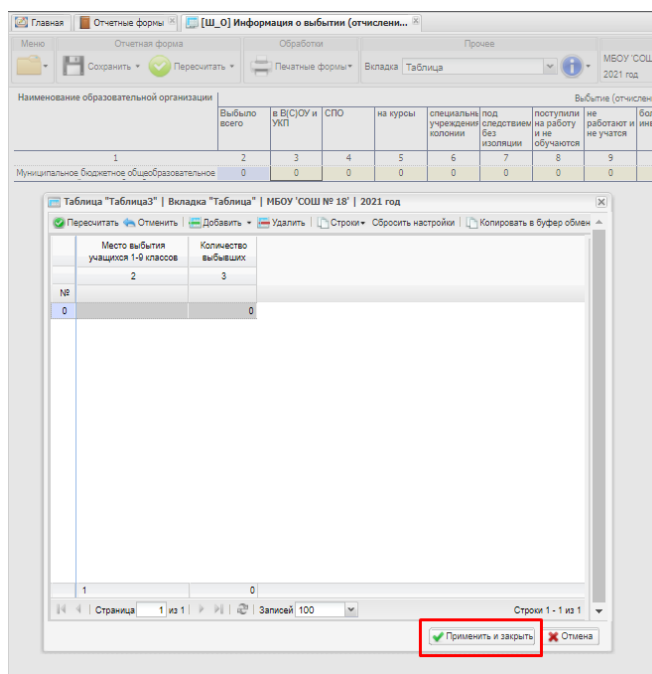 Главная Отчетные формы [Ш_О] Информация о выбытии (отчислени...
Меню Отчетная форма Обработки Прочее
Сохранить Пересчитать Печатные формы Вкладка Таблица МБОУ 'СОШ
2021 год
Наименование образовательной организации Выбытие (отчислен
Выбыло всего в В(С)ОУ и УКП СПО на курсы специальнь учреждения колонии под следствием без изоляции поступили на работу и не обучаются не работают и не учатся бол инв
1 2 3 4 5 6 7 8 9
Муниципальное бюджетное общеобразовательное 0 0 0 0 0 0 0 0
Таблица "Таблица3" | Вкладка "Таблица" | МБОУ 'СОШ № 18' | 2021 год
Пересчитать Отменить Добавить Удалить Строки Сбросить настройки Копировать в буфер обмен
Место выбытия Количество
учащихся 1-9 классов выбывших
2 3
№
0 0
1 0
Страница 1 из 1 Записей 100 Строки 1 - 1 из 1
Применить и закрыть Отмена